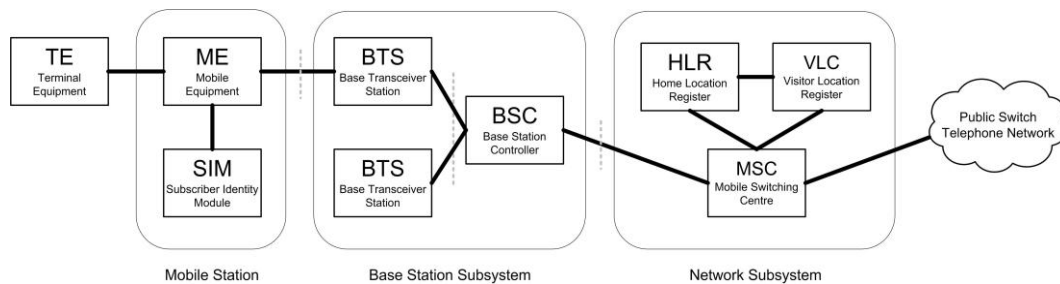 TE
Terminal
Equipment
ME
Mobile
Equipment
SIM
Subscriber Identity
Module
Mobile Station
BTS
Base Transceiver
Station
BTS
Base Transceiver
Station
BSC
Base Station
Controller
Base Station Subsystem
HLR
Home Location
Register
VLC
Visitor Location
Register
MSC
Mobile Switching
Centre
Network Subsystem
Public Switch
Telephone Network